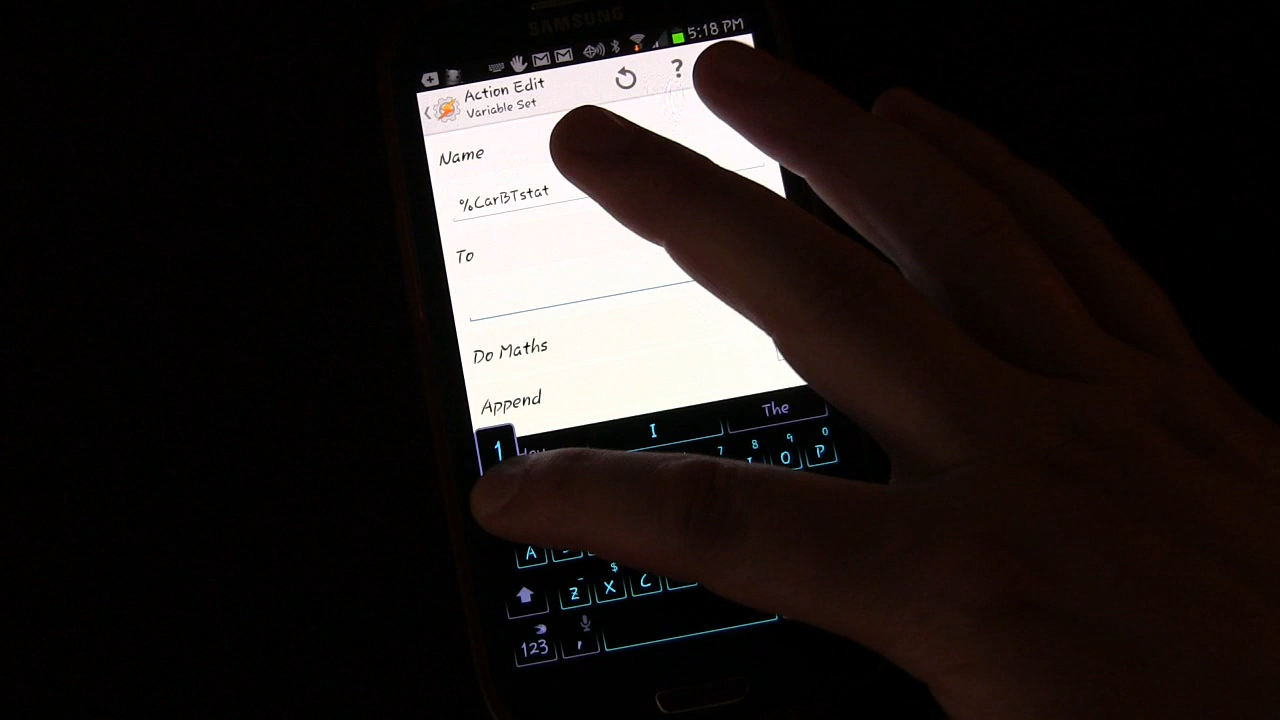 SAMSUNG
5:18 PM
Action Edit
Variable Set
?
Name
%CarBTstat
To
Do Maths
Append
1
I
The
7 8 9 0
O P
A
$
Z X C
123 ,